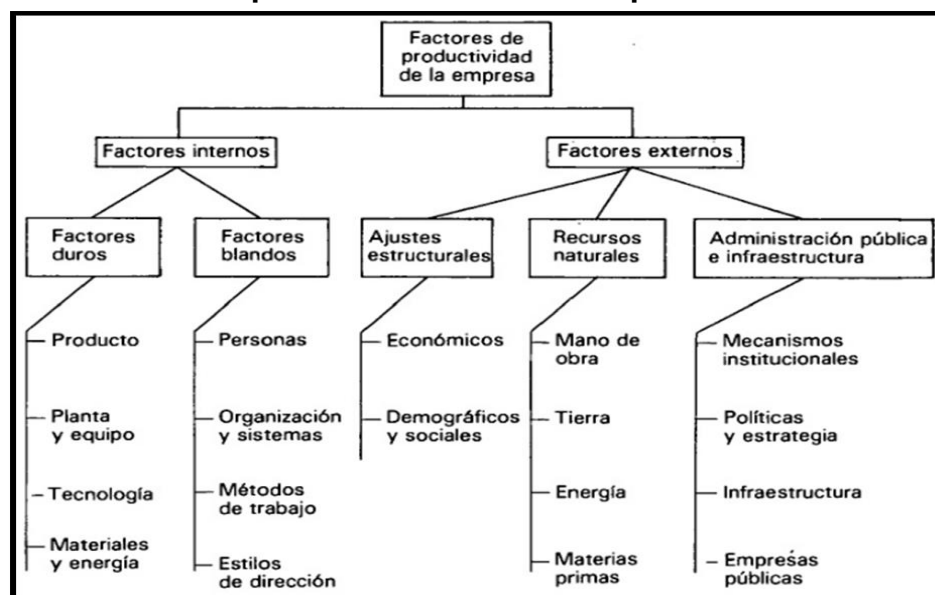 Factores de
productividad
de la empresa
Factores internos
Factores externos
Factores
duros
Factores
blandos
Ajustes
estructurales
Recursos
naturales
Administración pública
e infraestructura
Producto
Planta
y equipo
Tecnología
Materiales
y energía
Personas
Organización
y sistemas
Métodos
de trabajo
Estilos
de dirección
Económicos
Demográficos
y sociales
Mano de
obra
Tierra
Energía
Materias
primas
Mecanismos
institucionales
Políticas
y estrategia
Infraestructura
Empresas
públicas